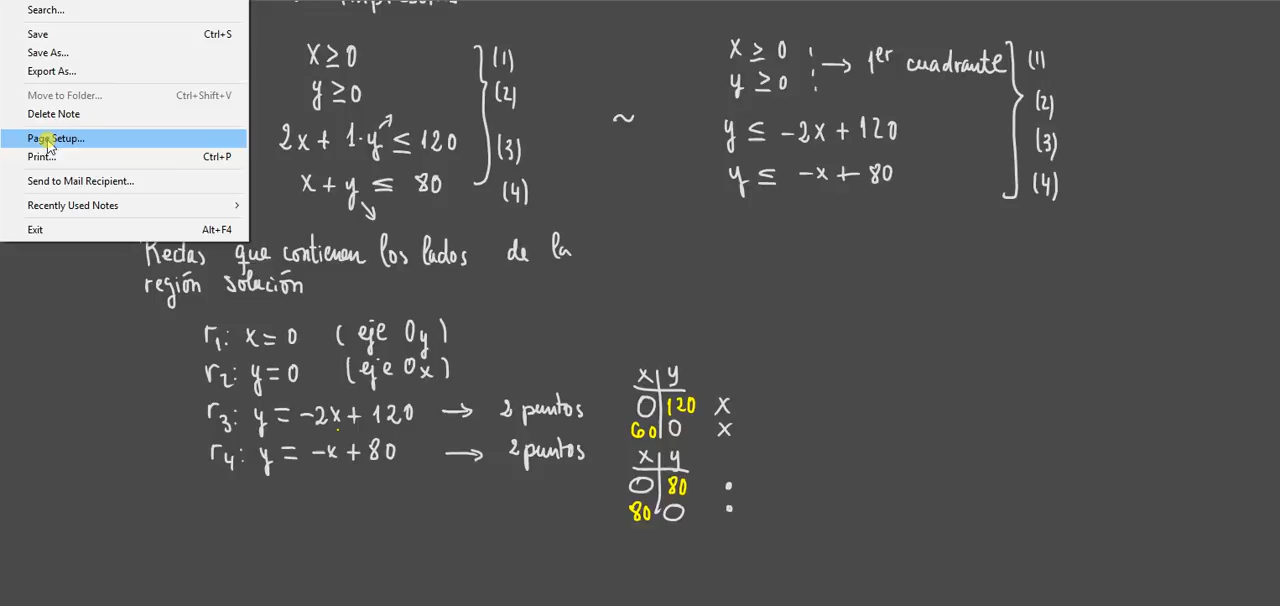 Search...
Save Ctrl+S
Save As...
Export As...
Move to Folder... Ctrl+Shift+V
Delete Note
Page Setup...
Print... Ctrl+P
Send to Mail Recipient...
Recently Used Notes >
Exit Alt+F4
x ≥ 0 (1)
y ≥ 0 (2)
2x + 1·y ≤ 120 (3)
x + y ≤ 80 (4)
~
x ≥ 0 → 1er cuadrante (1)
y ≥ 0 (2)
y ≤ -2x + 120 (3)
y ≤ -x + 80 (4)
Rectas que contienen los lados de la
región solución
r1: x = 0 (eje Oy)
r2: y = 0 (eje Ox)
r3: y = -2x + 120 → 2 puntos
r4: y = -x + 80 → 2 puntos
x y
0 120 x
60 0 x
x y
0 80 •
80 0 •